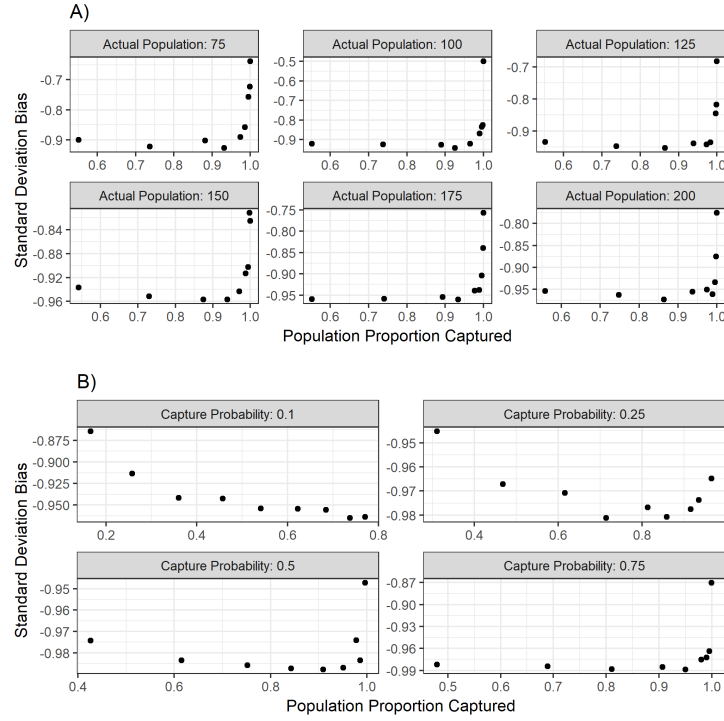 A)
Actual Population: 75
Actual Population: 100
Actual Population: 125
-0.7
-0.8
-0.9
-0.5
-0.6
-0.7
-0.8
-0.9
-0.7
-0.8
-0.9
0.6 0.7 0.8 0.9 1.0
0.6 0.7 0.8 0.9 1.0
0.6 0.7 0.8 0.9 1.0
Standard Deviation Bias
Actual Population: 150
Actual Population: 175
Actual Population: 200
-0.84
-0.88
-0.92
-0.96
-0.75
-0.80
-0.85
-0.90
-0.95
-0.80
-0.85
-0.90
-0.95
0.6 0.7 0.8 0.9 1.0
0.6 0.7 0.8 0.9 1.0
0.6 0.7 0.8 0.9 1.0
Population Proportion Captured
B)
Capture Probability: 0.1
Capture Probability: 0.25
-0.875
-0.900
-0.925
-0.950
-0.95
-0.96
-0.97
-0.98
0.2 0.4 0.6 0.8
0.4 0.6 0.8
Standard Deviation Bias
Capture Probability: 0.5
Capture Probability: 0.75
-0.95
-0.96
-0.97
-0.98
-0.87
-0.90
-0.93
-0.96
-0.99
0.4 0.6 0.8 1.0
0.5 0.6 0.7 0.8 0.9 1.0
Population Proportion Captured